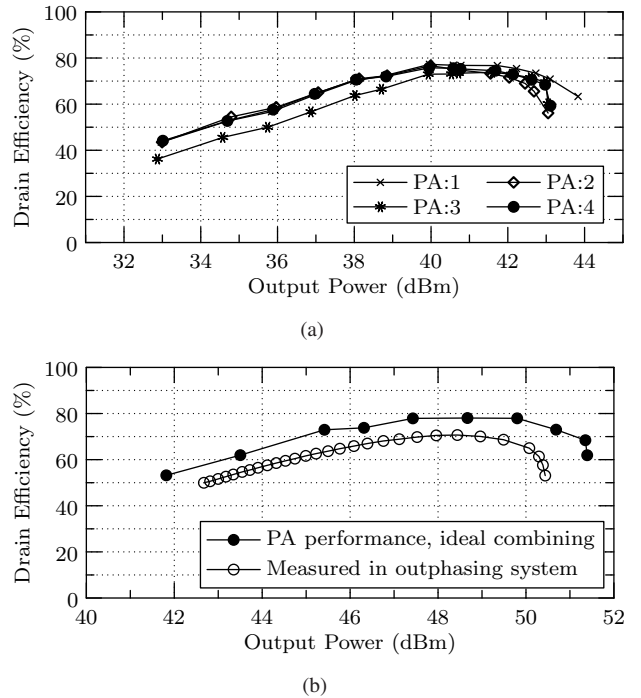 100
80
60
40
20
0
Drain Efficiency (%)
PA:1 PA:2
PA:3 PA:4
32 34 36 38 40 42 44
Output Power (dBm)
(a)
100
80
60
40
20
0
Drain Efficiency (%)
PA performance, ideal combining
Measured in outphasing system
40 42 44 46 48 50 52
Output Power (dBm)
(b)